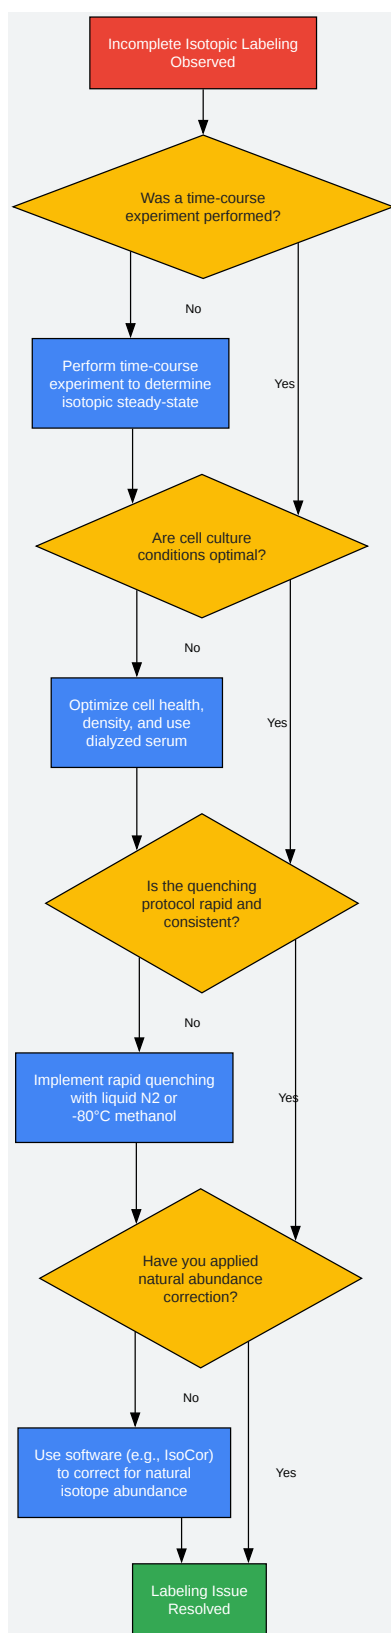 Incomplete Isotopic Labeling
Observed
Was a time-course
experiment performed?
No
Yes
Perform time-course
experiment to determine
isotopic steady-state
Are cell culture
conditions optimal?
No
Yes
Optimize cell health,
density, and use
dialyzed serum
Is the quenching
protocol rapid and
consistent?
No
Yes
Implement rapid quenching
with liquid N2 or
-80°C methanol
Have you applied
natural abundance
correction?
No
Yes
Use software (e.g., IsoCor)
to correct for natural
isotope abundance
Labeling Issue
Resolved